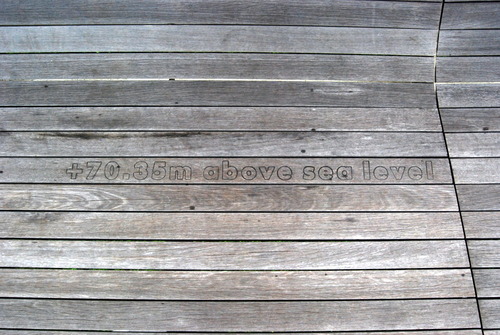 +70.35m above sea level